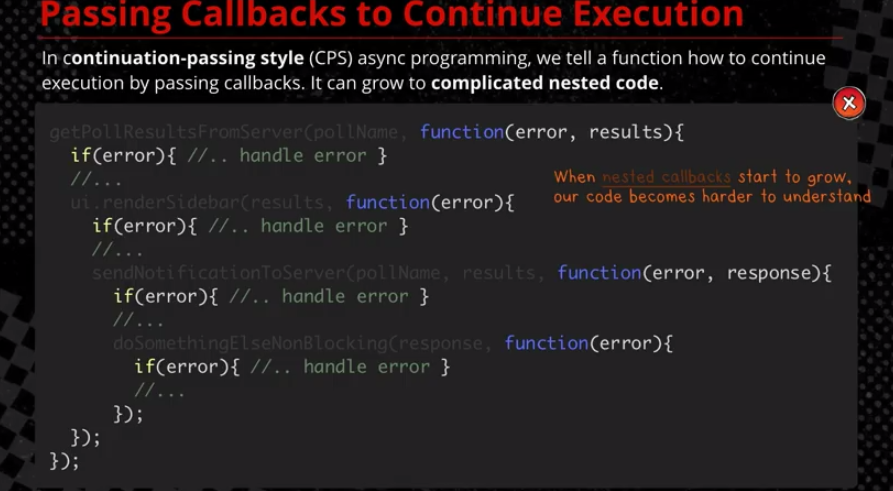 Passing Callbacks to Continue Execution
In continuation-passing style (CPS) async programming, we tell a function how to continue
execution by passing callbacks. It can grow to complicated nested code.
getPollResultsFromServer(pollName, function(error, results){
if(error){ //.. handle error }
//...
When nested callbacks start to grow,
our code becomes harder to understand
ui.renderSidebar(results, function(error){
if(error){ //.. handle error }
//...
sendNotificationToServer(pollName, results, function(error, response){
if(error){ //.. handle error }
//...
doSomethingElseNonBlocking(response, function(error){
if(error){ //.. handle error }
//...
});
});
});